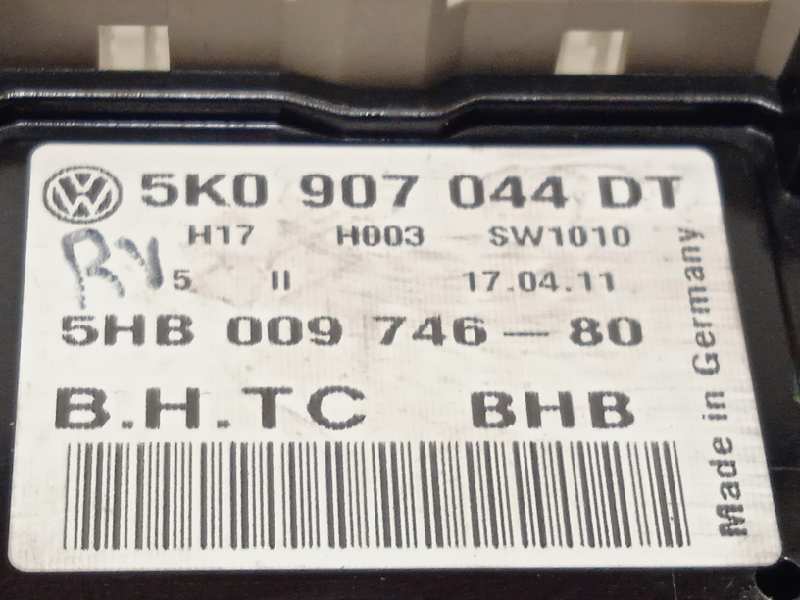 5K0 907 044 DT
H17 H003 SW1010
RV 5 II 17.04.11
5HB 009 746-80
B.H.TC BHB
Made in Germany